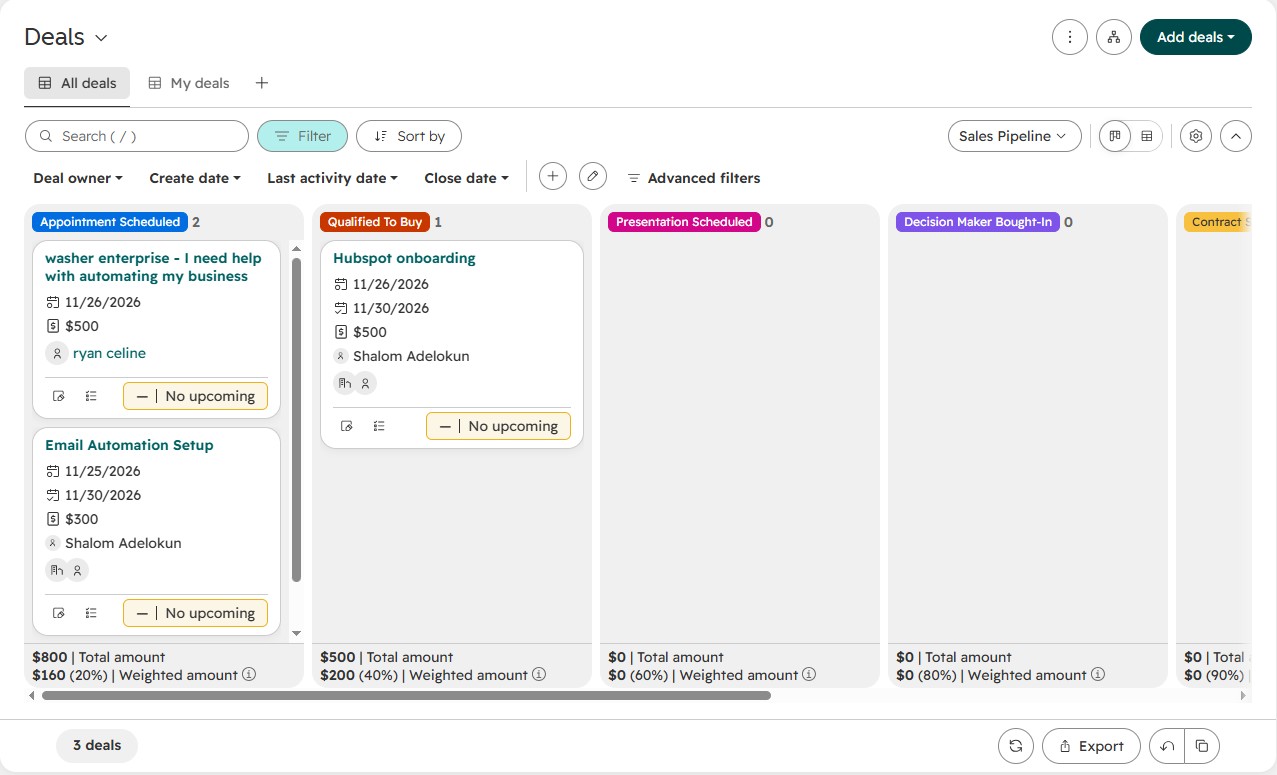 Deals
Add deals
All deals
My deals
Search ( / )
Filter
Sort by
Sales Pipeline
Deal owner
Create date
Last activity date
Close date
Advanced filters
Appointment Scheduled 2
washer enterprise - I need help
with automating my business
11/26/2026
$500
ryan celine
— | No upcoming
Email Automation Setup
11/25/2026
11/30/2026
$300
Shalom Adelokun
— | No upcoming
$800 | Total amount
$160 (20%) | Weighted amount
Qualified To Buy 1
Hubspot onboarding
11/26/2026
11/30/2026
$500
Shalom Adelokun
— | No upcoming
$500 | Total amount
$200 (40%) | Weighted amount
Presentation Scheduled 0
$0 | Total amount
$0 (60%) | Weighted amount
Decision Maker Bought-In 0
$0 | Total amount
$0 (80%) | Weighted amount
Contract S
$0 | Total
$0 (90%) |
3 deals
Export